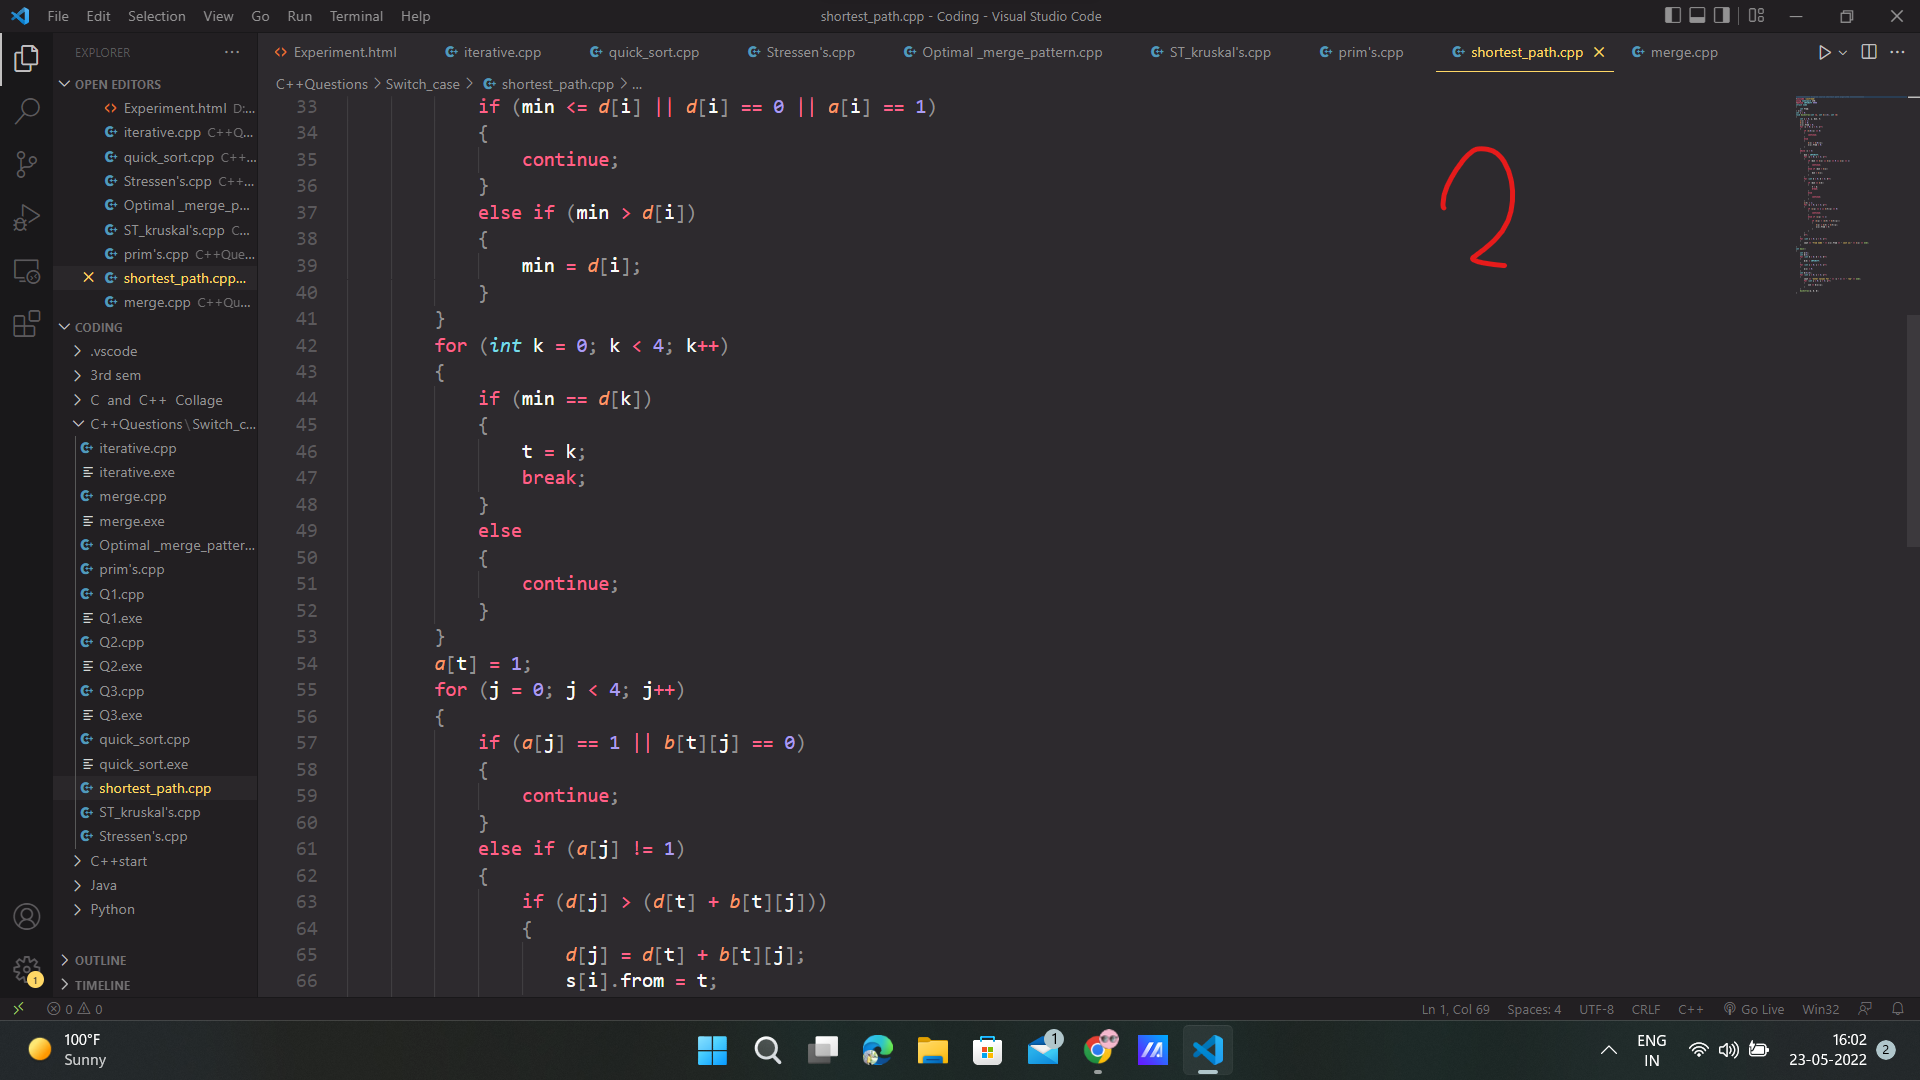 File Edit Selection View Go Run Terminal Help
shortest_path.cpp - Coding - Visual Studio Code
EXPLORER
Experiment.html iterative.cpp quick_sort.cpp Stressen's.cpp Optimal _merge_pattern.cpp ST_kruskal's.cpp prim's.cpp shortest_path.cpp merge.cpp
C++Questions > Switch_case > shortest_path.cpp > ...
OPEN EDITORS
Experiment.html D:...
iterative.cpp C++Q...
quick_sort.cpp C++...
Stressen's.cpp C++...
Optimal _merge_p...
ST_kruskal's.cpp C...
prim's.cpp C++Que...
shortest_path.cpp...
merge.cpp C++Qu...
CODING
.vscode
3rd sem
C and C++ Collage
C++Questions\Switch_c...
iterative.cpp
iterative.exe
merge.cpp
merge.exe
Optimal _merge_patter...
prim's.cpp
Q1.cpp
Q1.exe
Q2.cpp
Q2.exe
Q3.cpp
Q3.exe
quick_sort.cpp
quick_sort.exe
shortest_path.cpp
ST_kruskal's.cpp
Stressen's.cpp
C++start
Java
Python
OUTLINE
TIMELINE
33 if (min <= d[i] || d[i] == 0 || a[i] == 1)
34 {
35 continue;
36 }
37 else if (min > d[i])
38 {
39 min = d[i];
40 }
41 }
42 for (int k = 0; k < 4; k++)
43 {
44 if (min == d[k])
45 {
46 t = k;
47 break;
48 }
49 else
50 {
51 continue;
52 }
53 }
54 a[t] = 1;
55 for (j = 0; j < 4; j++)
56 {
57 if (a[j] == 1 || b[t][j] == 0)
58 {
59 continue;
60 }
61 else if (a[j] != 1)
62 {
63 if (d[j] > (d[t] + b[t][j]))
64 {
65 d[j] = d[t] + b[t][j];
66 s[i].from = t;
2
1
0 0
Ln 1, Col 69 Spaces: 4 UTF-8 CRLF C++ Go Live Win32
100°F
Sunny
1
ENG
IN
16:02
23-05-2022
2